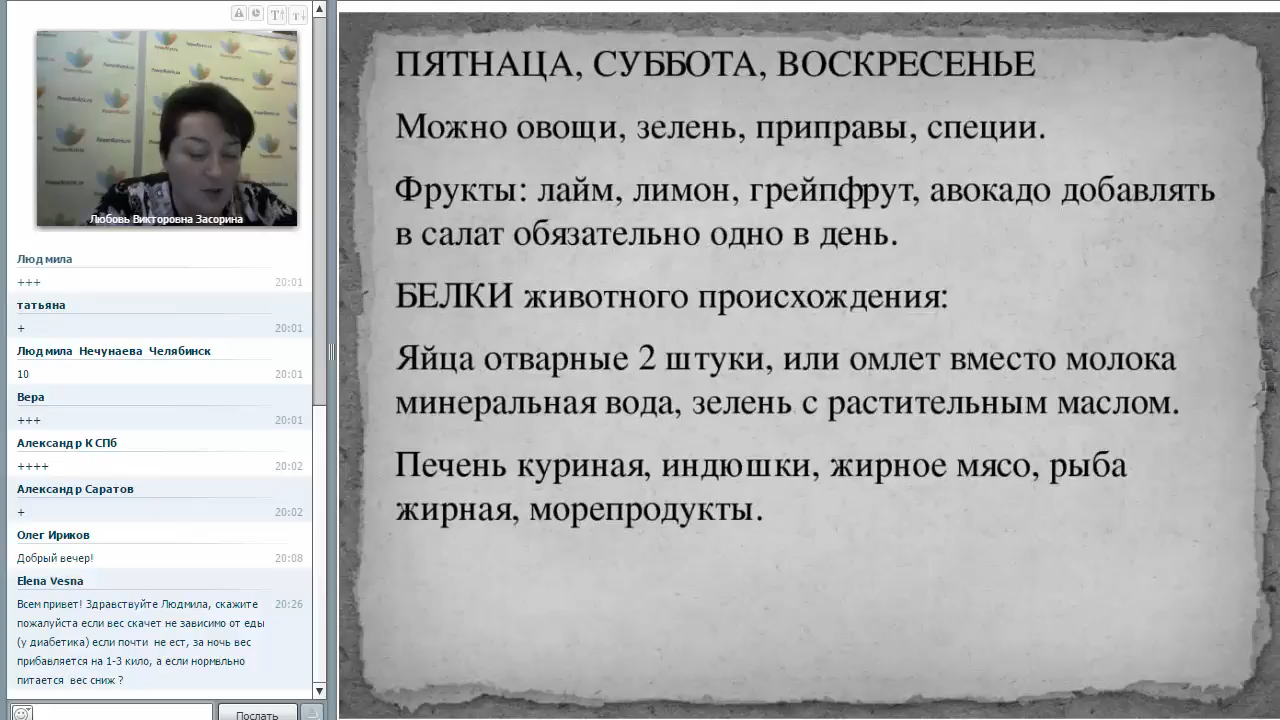 Любовь Викторовна Засорина
Людмила
+++ 20:01
татьяна
+ 20:01
Людмила Нечунаева Челябинск
10 20:01
Вера
+++ 20:01
Александр К СПб
++++ 20:02
Александр Саратов
+ 20:02
Олег Ириков
Добрый вечер! 20:08
Elena Vesna
Всем привет! Здравствуйте Людмила, скажите 20:26
пожалуйста если вес скачет не зависимо от еды
(у диабетика) если почти не ест, за ночь вес
прибавляется на 1-3 кило, а если нормвльно
питается вес сниж ?
Послать
ПЯТНАЦА, СУББОТА, ВОСКРЕСЕНЬЕ
Можно овощи, зелень, приправы, специи.
Фрукты: лайм, лимон, грейпфрут, авокадо добавлять
в салат обязательно одно в день.
БЕЛКИ животного происхождения:
Яйца отварные 2 штуки, или омлет вместо молока
минеральная вода, зелень с растительным маслом.
Печень куриная, индюшки, жирное мясо, рыба
жирная, морепродукты.